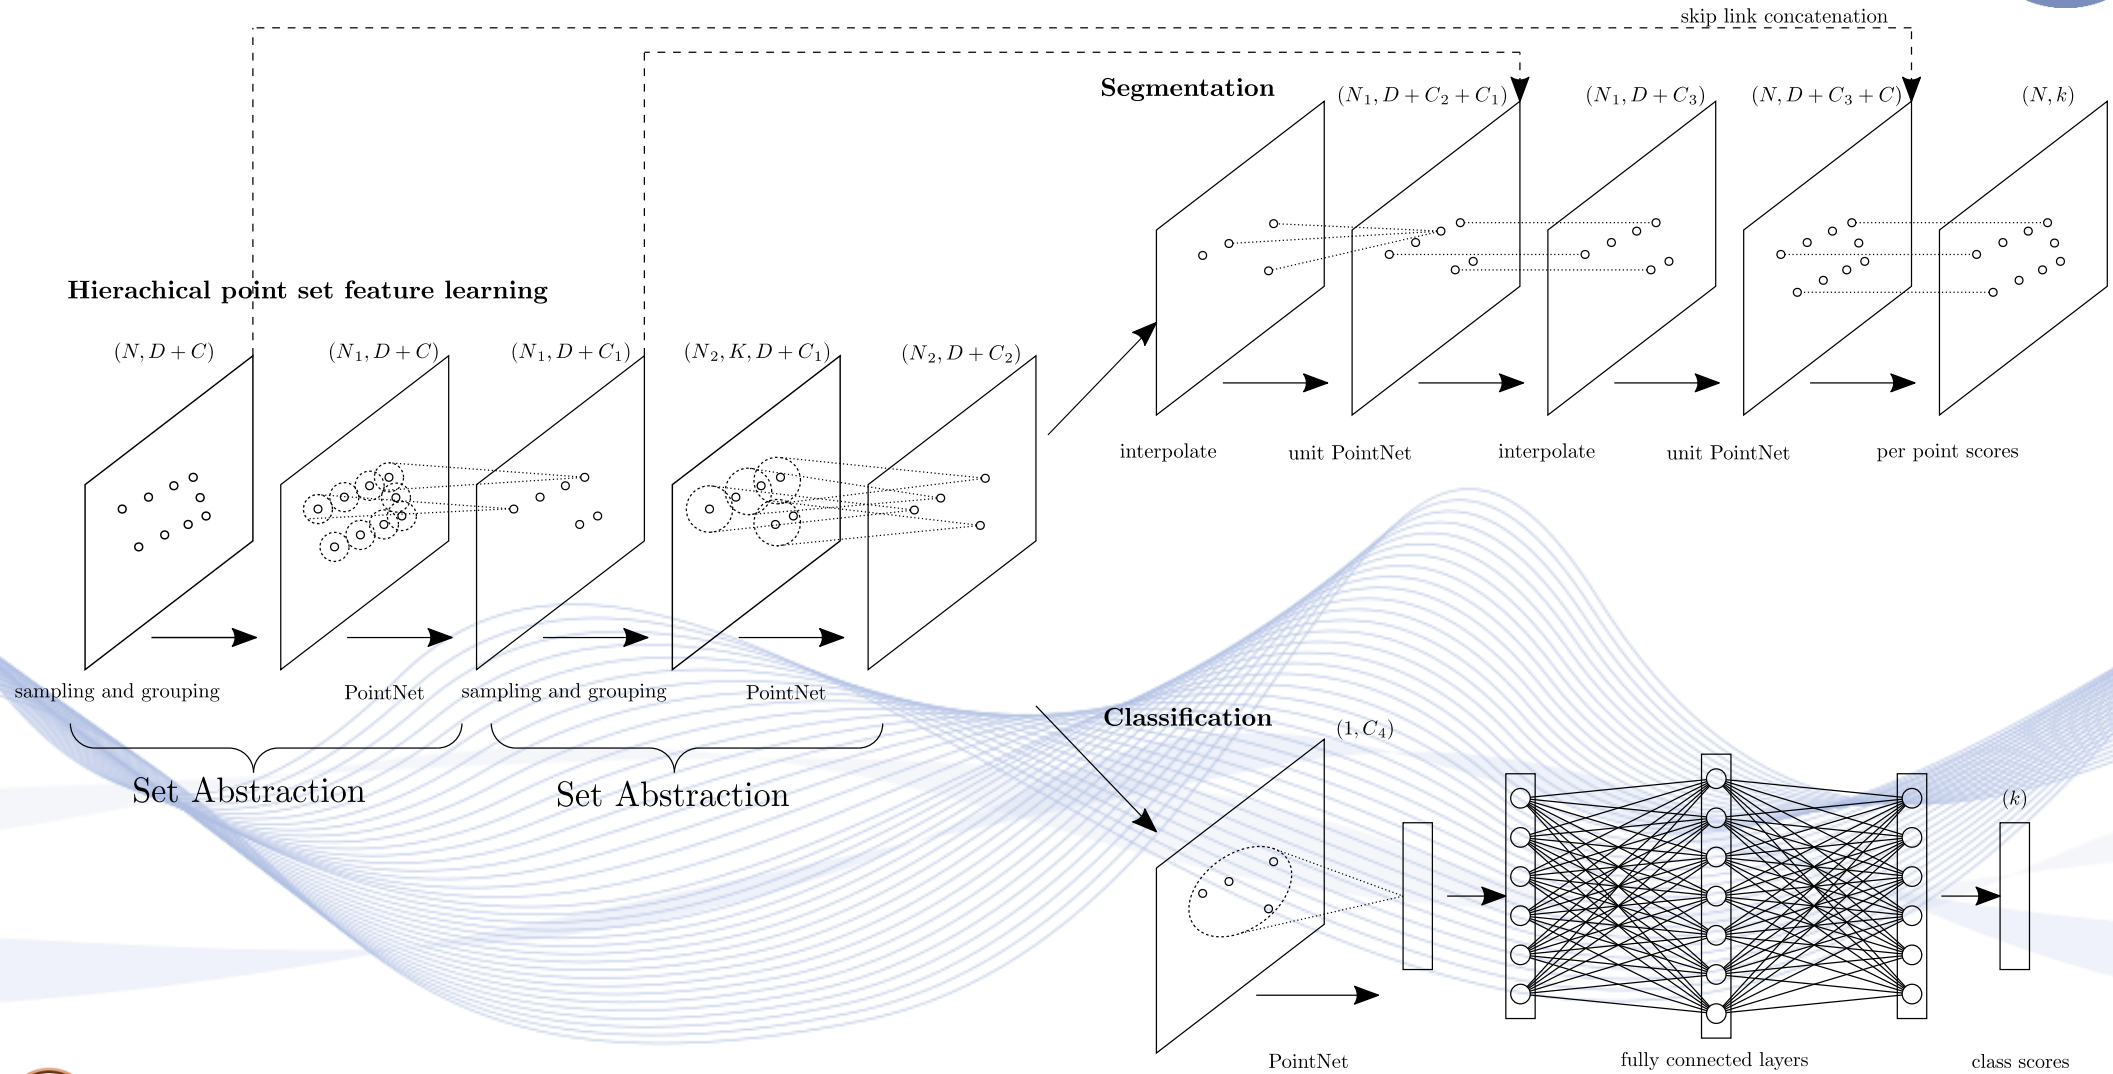 skip link concatenation
Segmentation
(N₁, D + C₂ + C₁)
(N₁, D + C₃)
(N, D + C₃ + C)
(N, k)
Hierachical point set feature learning
(N, D + C)
(N₁, D + C)
(N₁, D + C₁)
(N₂, K, D + C₁)
(N₂, D + C₂)
interpolate
unit PointNet
interpolate
unit PointNet
per point scores
sampling and grouping
PointNet
sampling and grouping
PointNet
Set Abstraction
Set Abstraction
Classification
(1, C₄)
(k)
PointNet
fully connected layers
class scores